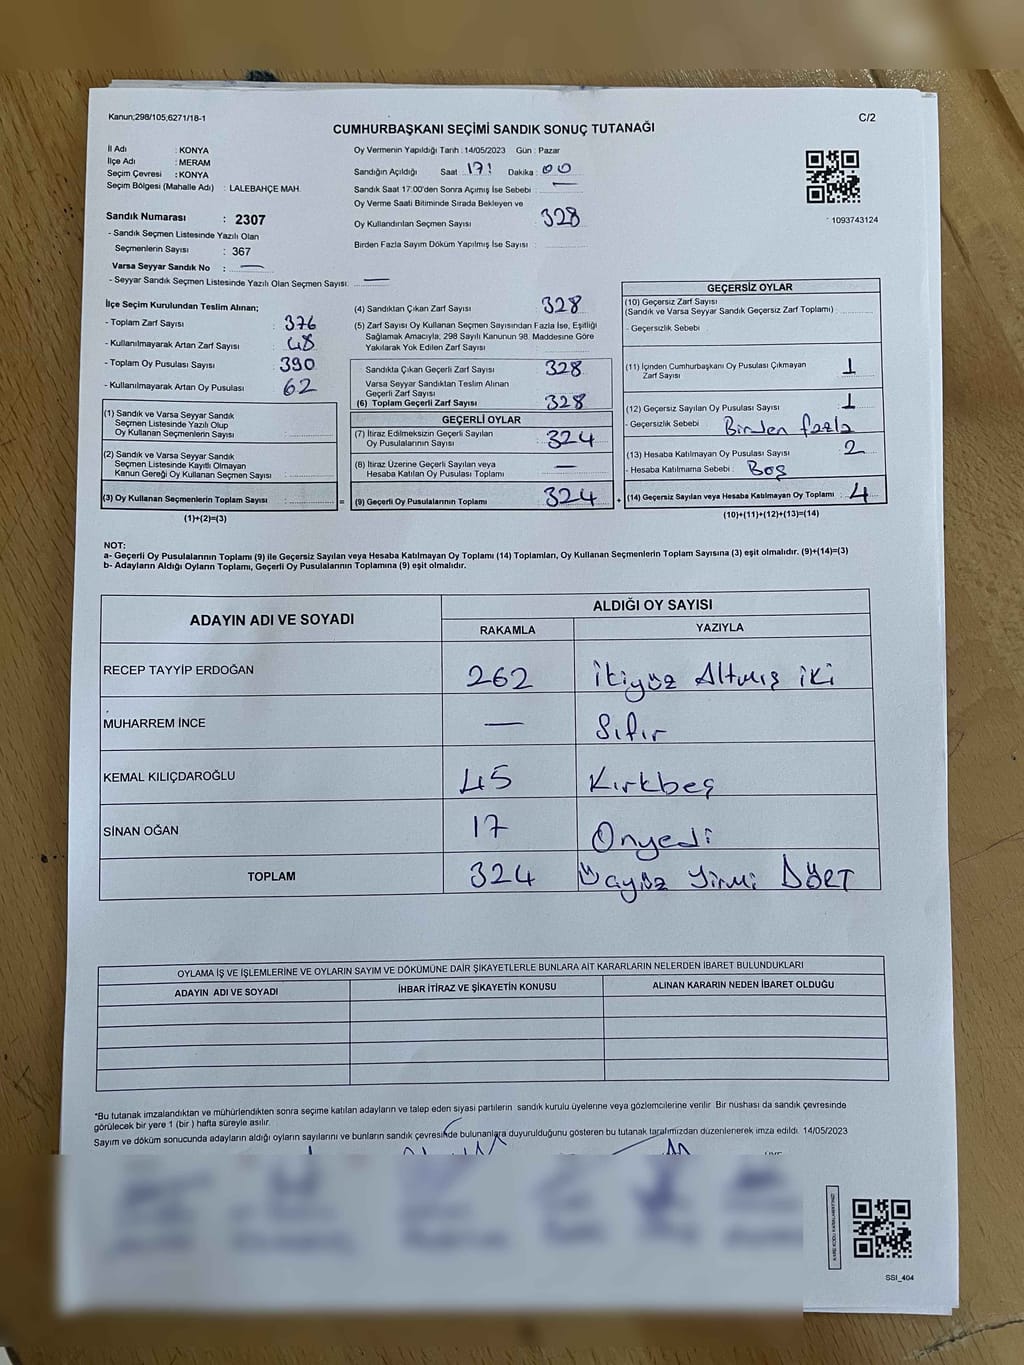 Kanun;298/105;6271/18-1
C/2
CUMHURBAŞKANI SEÇİMİ SANDIK SONUÇ TUTANAĞI
İl Adı : KONYA
İlçe Adı : MERAM
Seçim Çevresi : KONYA
Seçim Bölgesi (Mahalle Adı) : LALEBAHÇE MAH.
Sandık Numarası : 2307
- Sandık Seçmen Listesinde Yazılı Olan
Seçmenlerin Sayısı : 367
Varsa Seyyar Sandık No : —
- Seyyar Sandık Seçmen Listesinde Yazılı Olan Seçmen Sayısı: —
Oy Vermenin Yapıldığı Tarih : 14/05/2023 Gün : Pazar
Sandığın Açıldığı Saat 17: Dakika : 00
Sandık Saat 17:00'den Sonra Açımış İse Sebebi : —
Oy Verme Saati Bitiminde Sırada Bekleyen ve
Oy Kullandırılan Seçmen Sayısı 328
Birden Fazla Sayım Döküm Yapılmış İse Sayısı :
1093743124
İlçe Seçim Kurulundan Teslim Alınan;
- Toplam Zarf Sayısı : 376
- Kullanılmayarak Artan Zarf Sayısı : 48
- Toplam Oy Pusulası Sayısı : 390
- Kullanılmayarak Artan Oy Pusulası : 62
(1) Sandık ve Varsa Seyyar Sandık
Seçmen Listesinde Yazılı Olup
Oy Kullanan Seçmenlerin Sayısı :
(2) Sandık ve Varsa Seyyar Sandık
Seçmen Listesinde Kayıtlı Olmayan
Kanun Gereği Oy Kullanan Seçmen Sayısı :
(3) Oy Kullanan Seçmenlerin Toplam Sayısı : =
(1)+(2)=(3)
(4) Sandıktan Çıkan Zarf Sayısı : 328
(5) Zarf Sayısı Oy Kullanan Seçmen Sayısından Fazla İse, Eşitliği
Sağlamak Amacıyla; 298 Sayılı Kanunun 98. Maddesine Göre
Yakılarak Yok Edilen Zarf Sayısı :
Sandıkta Çıkan Geçerli Zarf Sayısı : 328
Varsa Seyyar Sandıktan Teslim Alınan
Geçerli Zarf Sayısı :
(6) Toplam Geçerli Zarf Sayısı : 328
GEÇERLİ OYLAR
(7) İtiraz Edilmeksizin Geçerli Sayılan
Oy Pusulalarının Sayısı : 324
(8) İtiraz Üzerine Geçerli Sayılan veya
Hesaba Katılan Oy Pusulası Toplamı : —
(9) Geçerli Oy Pusulalarının Toplamı : 324 +
GEÇERSİZ OYLAR
(10) Geçersiz Zarf Sayısı
(Sandık ve Varsa Seyyar Sandık Geçersiz Zarf Toplamı) :
- Geçersizlik Sebebi :
(11) İçinden Cumhurbaşkanı Oy Pusulası Çıkmayan
Zarf Sayısı : 1
(12) Geçersiz Sayılan Oy Pusulası Sayısı : 1
- Geçersizlik Sebebi : Birden fazla
(13) Hesaba Katılmayan Oy Pusulası Sayısı : 2
- Hesaba Katılmama Sebebi : Boş
(14) Geçersiz Sayılan veya Hesaba Katılmayan Oy Toplamı : 4
(10)+(11)+(12)+(13)=(14)
NOT:
a- Geçerli Oy Pusulalarının Toplamı (9) ile Geçersiz Sayılan veya Hesaba Katılmayan Oy Toplamı (14) Toplamları, Oy Kullanan Seçmenlerin Toplam Sayısına (3) eşit olmalıdır. (9)+(14)=(3)
b- Adayların Aldığı Oyların Toplamı, Geçerli Oy Pusulalarının Toplamına (9) eşit olmalıdır.
ADAYIN ADI VE SOYADI
ALDIĞI OY SAYISI
RAKAMLA YAZIYLA
RECEP TAYYİP ERDOĞAN 262 İkiyüz Altmış iki
MUHARREM İNCE — Sıfır
KEMAL KILIÇDAROĞLU 45 Kırkbeş
SİNAN OĞAN 17 Onyedi
TOPLAM 324 Üçyüz Yirmi DÖRT
OYLAMA İŞ VE İŞLEMLERİNE VE OYLARIN SAYIM VE DÖKÜMÜNE DAİR ŞİKAYETLERLE BUNLARA AİT KARARLARIN NELERDEN İBARET BULUNDUKLARI
ADAYIN ADI VE SOYADI İHBAR İTİRAZ VE ŞİKAYETİN KONUSU ALINAN KARARIN NEDEN İBARET OLDUĞU
*Bu tutanak imzalandıktan ve mühürlendikten sonra seçime katılan adayların ve talep eden siyasi partilerin sandık kurulu üyelerine veya gözlemcilerine verilir. Bir nüshası da sandık çevresinde
görülecek bir yere 1 (bir) hafta süreyle asılır.
Sayım ve döküm sonucunda adayların aldığı oyların sayılarını ve bunların sandık çevresinde bulunanlara duyurulduğunu gösteren bu tutanak tarafımızdan düzenlenerek imza edildi. 14/05/2023
SSİ_404